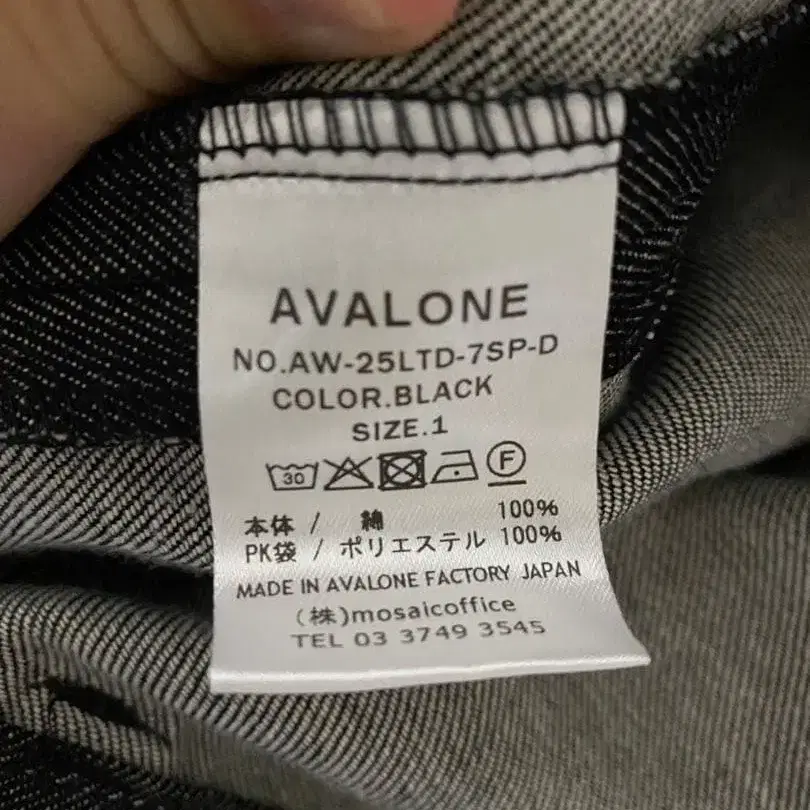 AVALONE
NO.AW-25LTD-7SP-D
COLOR.BLACK
SIZE.1
30 F
本体 / 綿 100%
PK袋 / ポリエステル 100%
MADE IN AVALONE FACTORY JAPAN
(株)mosaicoffice
TEL 03 3749 3545